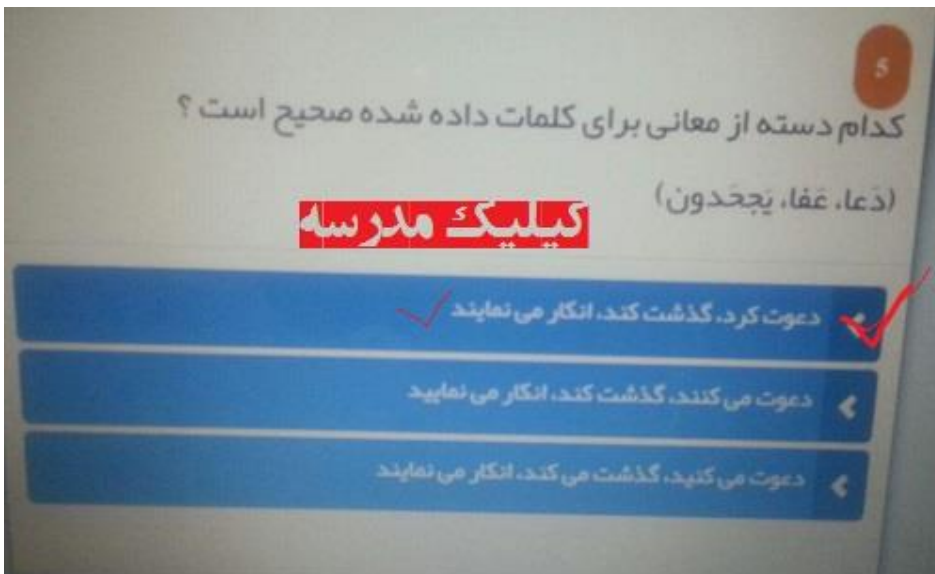 5
کدام دسته از معانی برای کلمات داده شده صحیح است ؟
(دَعا، عَفا، یَجحَدون)
کیلیک مدرسه
دعوت کرد، گذشت کند، انکار می نمایند
دعوت می کنند، گذشت کند، انکار می نمایید
دعوت می کنید، گذشت می کند، انکار می نمایند